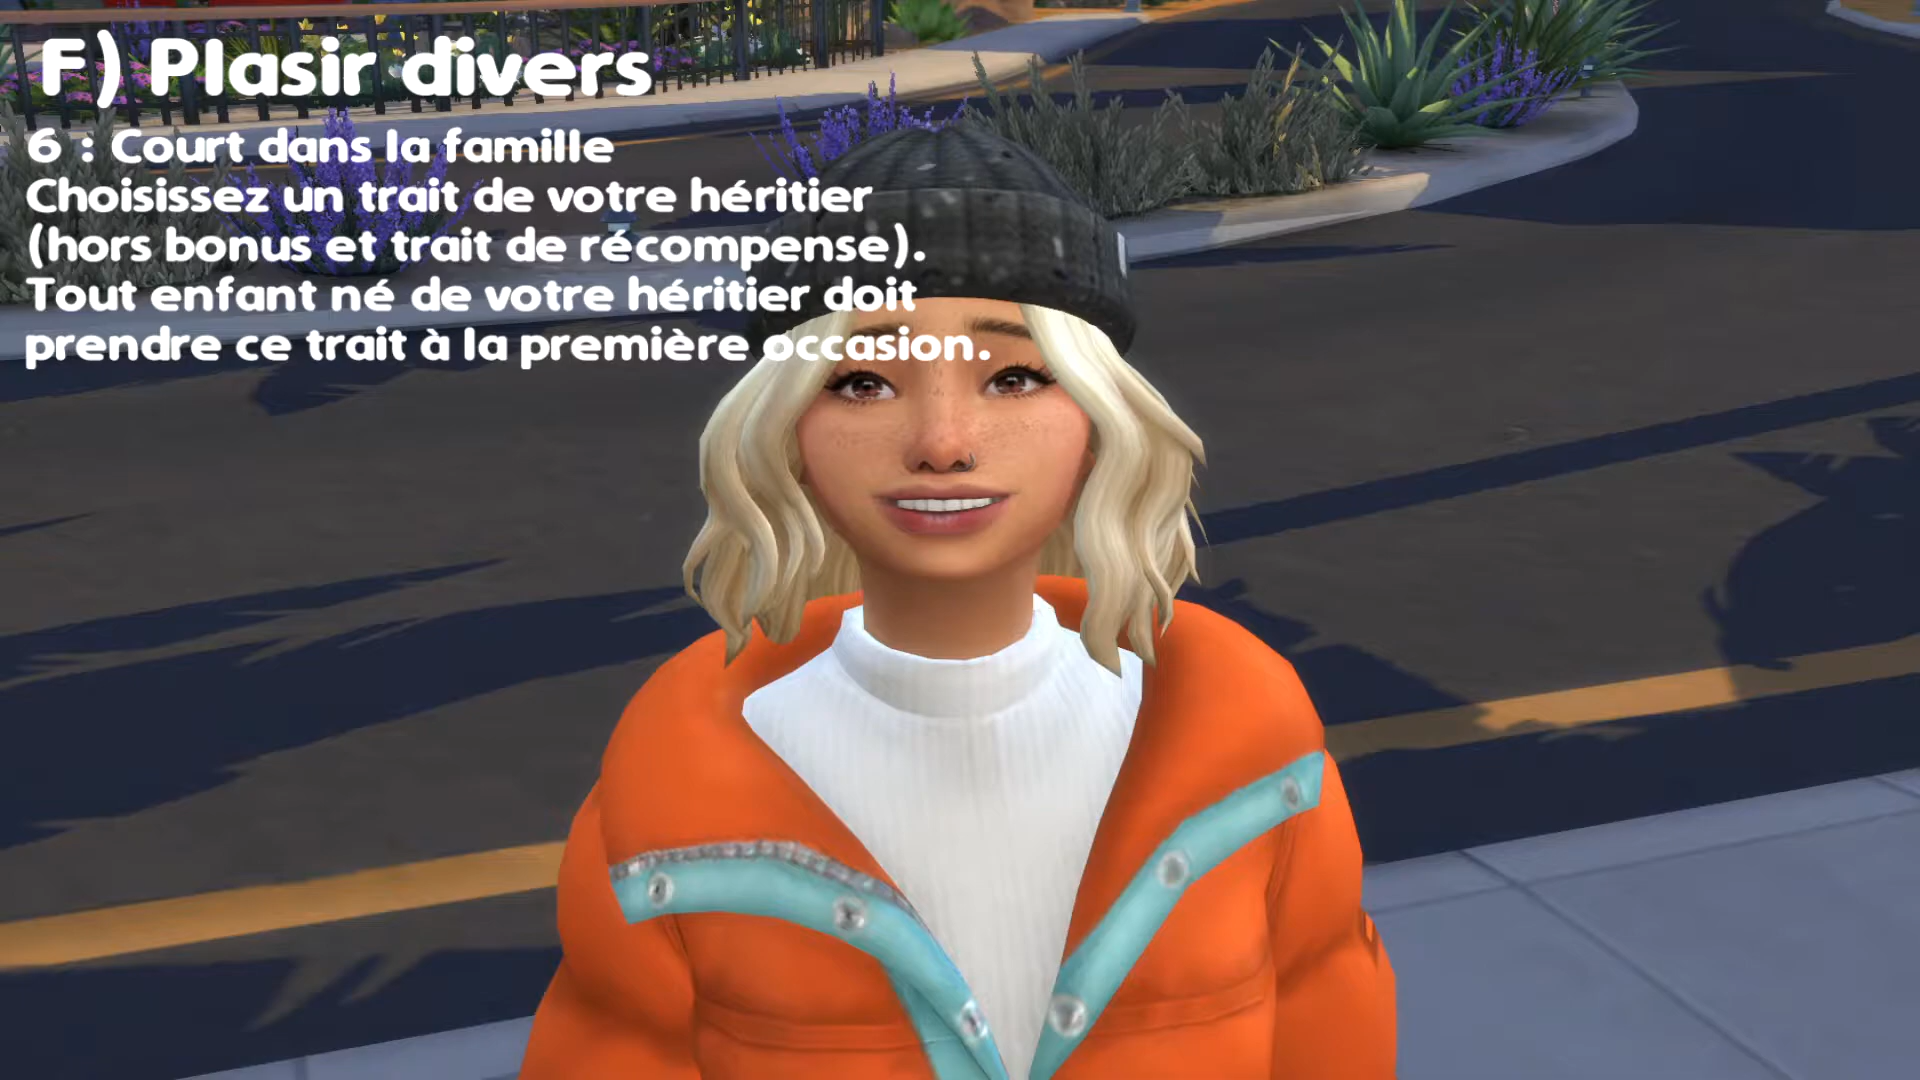 F) Plasir divers
6 : Court dans la famille
Choisissez un trait de votre héritier
(hors bonus et trait de récompense).
Tout enfant né de votre héritier doit
prendre ce trait à la première occasion.